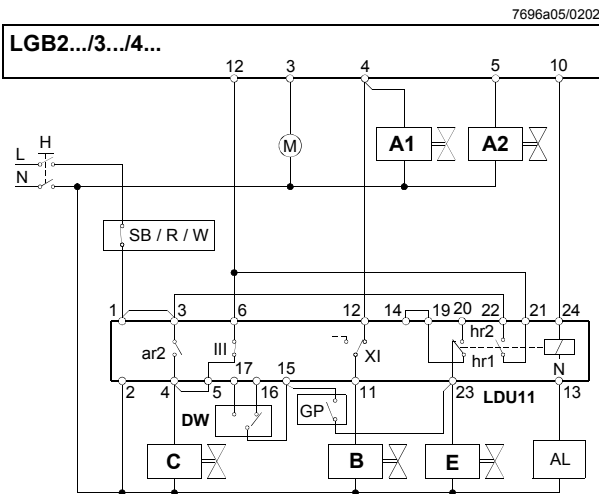 7696a05/0202
LGB2.../3.../4...
12 3 4 5 10
M A1 A2
H
L
N
SB / R / W
1 3 6 12 14 19 20 22 21 24
hr2
ar2 III XI hr1
N
2 4 5 17 16 15 11 23 LDU11 13
DW GP
C B E AL